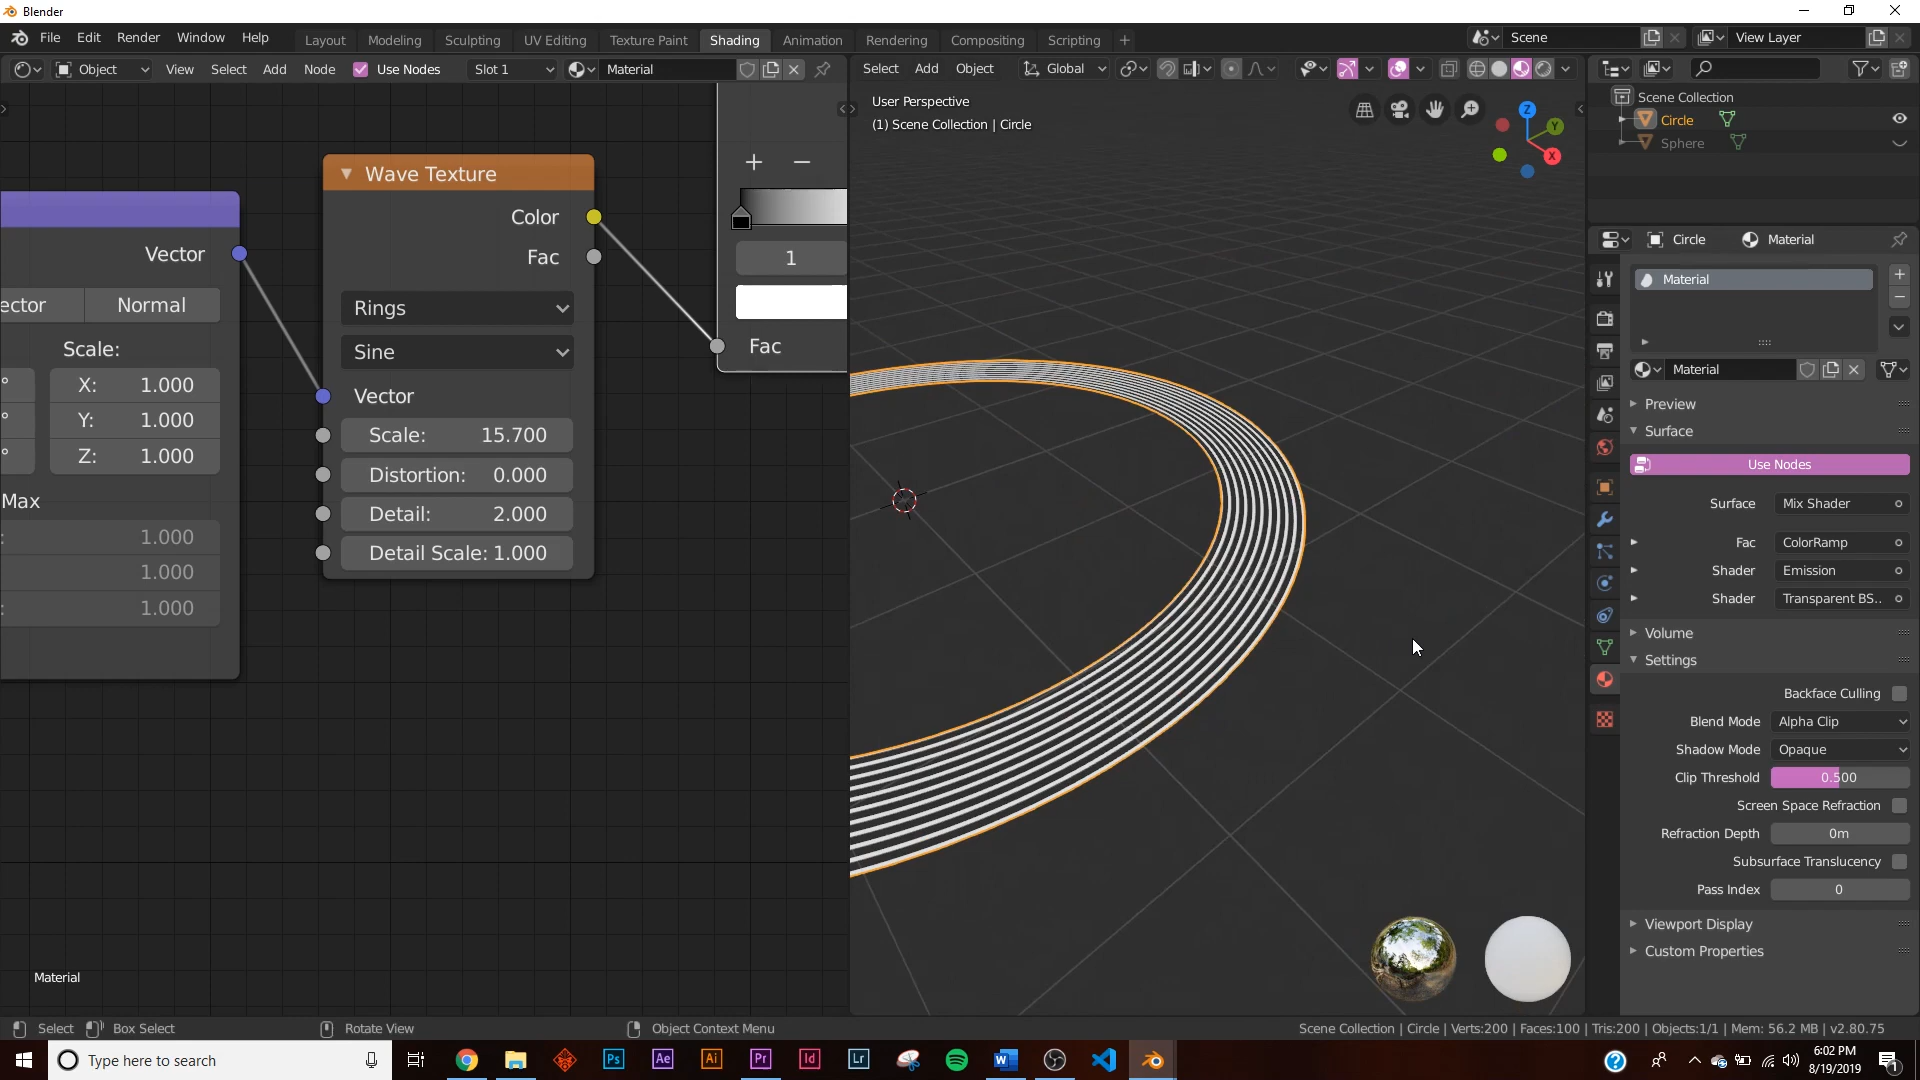 Blender
File Edit Render Window Help Layout Modeling Sculpting UV Editing Texture Paint Shading Animation Rendering Compositing Scripting + Scene View Layer
Object View Select Add Node Use Nodes Slot 1 Material
Select Add Object Global
User Perspective
(1) Scene Collection | Circle
Z Y X
Vector
ector Normal
Scale:
X: 1.000
Y: 1.000
Z: 1.000
Max
1.000
1.000
1.000
Wave Texture
Color
Fac
Rings
Sine
Vector
Scale: 15.700
Distortion: 0.000
Detail: 2.000
Detail Scale: 1.000
+ −
1
Fac
Material
Scene Collection
Circle
Sphere
Circle Material
Material
Material
Preview
Surface
Use Nodes
Surface Mix Shader
Fac ColorRamp
Shader Emission
Shader Transparent BS..
Volume
Settings
Backface Culling
Blend Mode Alpha Clip
Shadow Mode Opaque
Clip Threshold 0.500
Screen Space Refraction
Refraction Depth 0m
Subsurface Translucency
Pass Index 0
Viewport Display
Custom Properties
Select Box Select Rotate View Object Context Menu Scene Collection | Circle | Verts:200 | Faces:100 | Tris:200 | Objects:1/1 | Mem: 56.2 MB | v2.80.75
Type here to search Ps Ae Ai Pr Id Lr W
6:02 PM
8/19/2019
1